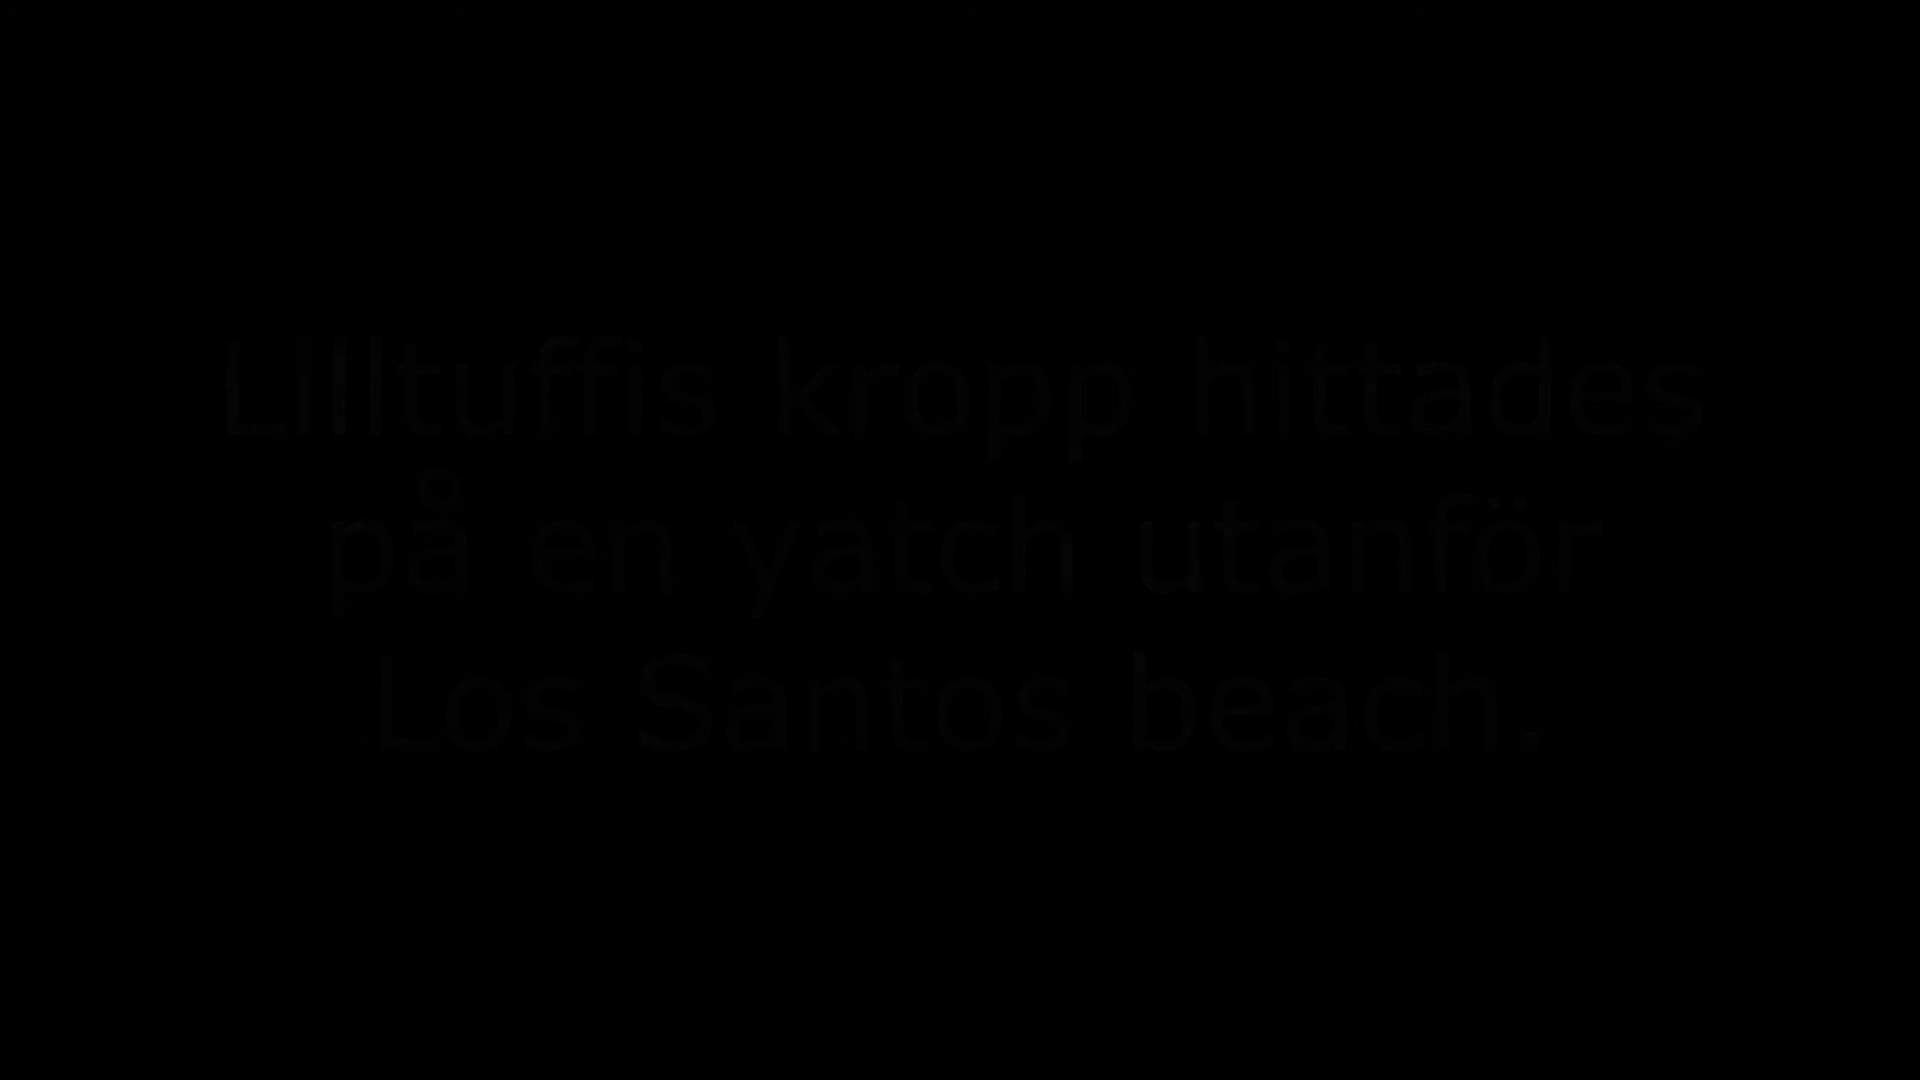 Lilltuffis kropp hittades
på en yatch utanför
Los Santos beach.